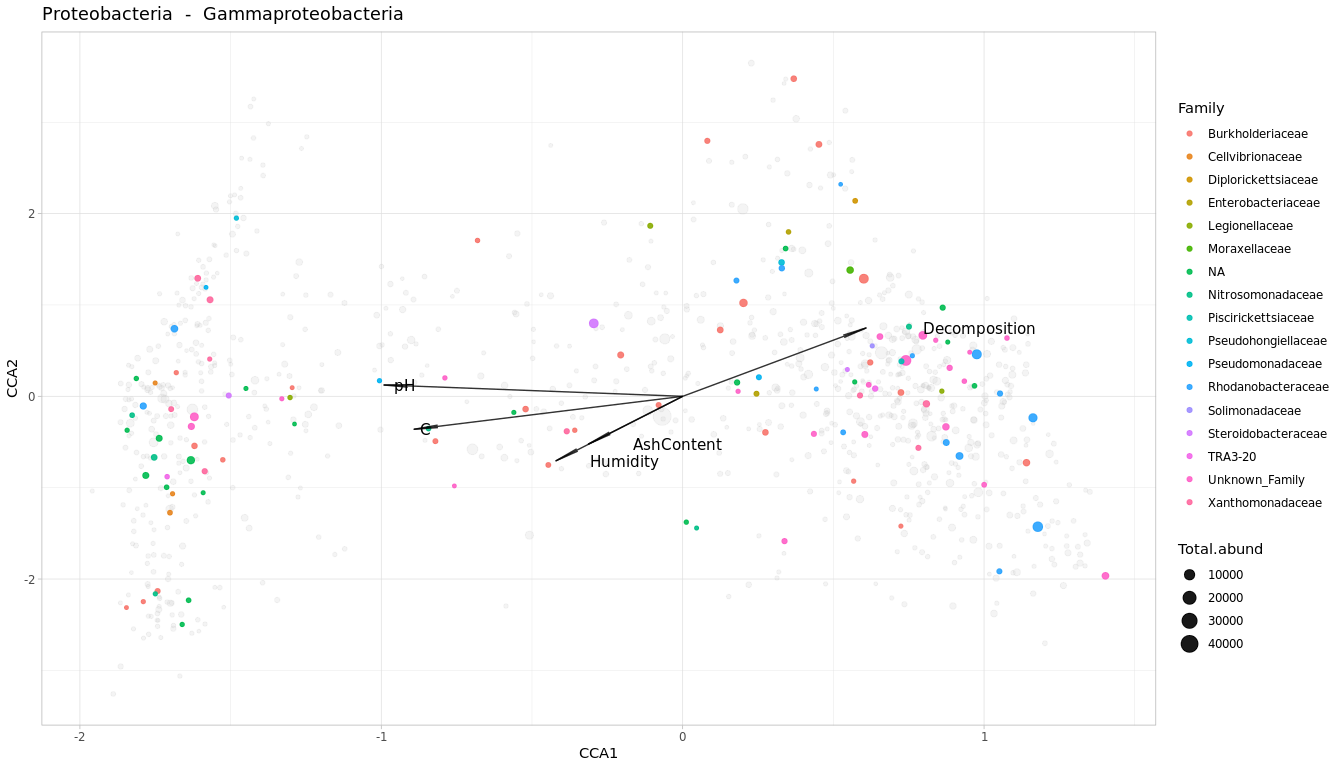 Proteobacteria - Gammaproteobacteria
CCA2
2
0
-2
-2
-1
0
1
CCA1
Decomposition
pH
C
AshContent
Humidity
Family
Burkholderiaceae
Cellvibrionaceae
Diplorickettsiaceae
Enterobacteriaceae
Legionellaceae
Moraxellaceae
NA
Nitrosomonadaceae
Piscirickettsiaceae
Pseudohongiellaceae
Pseudomonadaceae
Rhodanobacteraceae
Solimonadaceae
Steroidobacteraceae
TRA3-20
Unknown_Family
Xanthomonadaceae
Total.abund
10000
20000
30000
40000